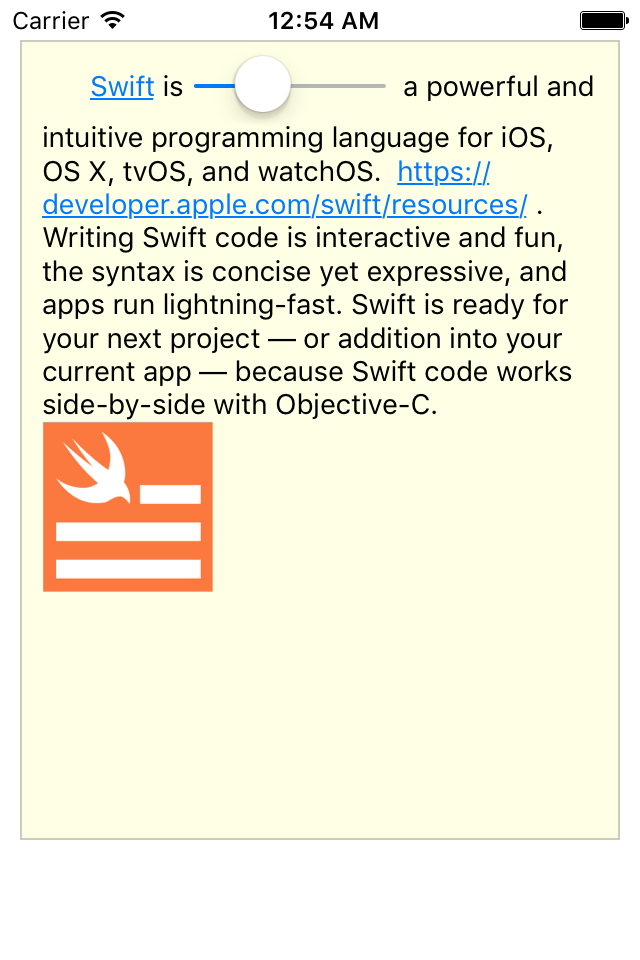 Carrier 12:54 AM
Swift is a powerful and
intuitive programming language for iOS,
OS X, tvOS, and watchOS.  https://
developer.apple.com/swift/resources/ .
Writing Swift code is interactive and fun,
the syntax is concise yet expressive, and
apps run lightning-fast. Swift is ready for
your next project — or addition into your
current app — because Swift code works
side-by-side with Objective-C.